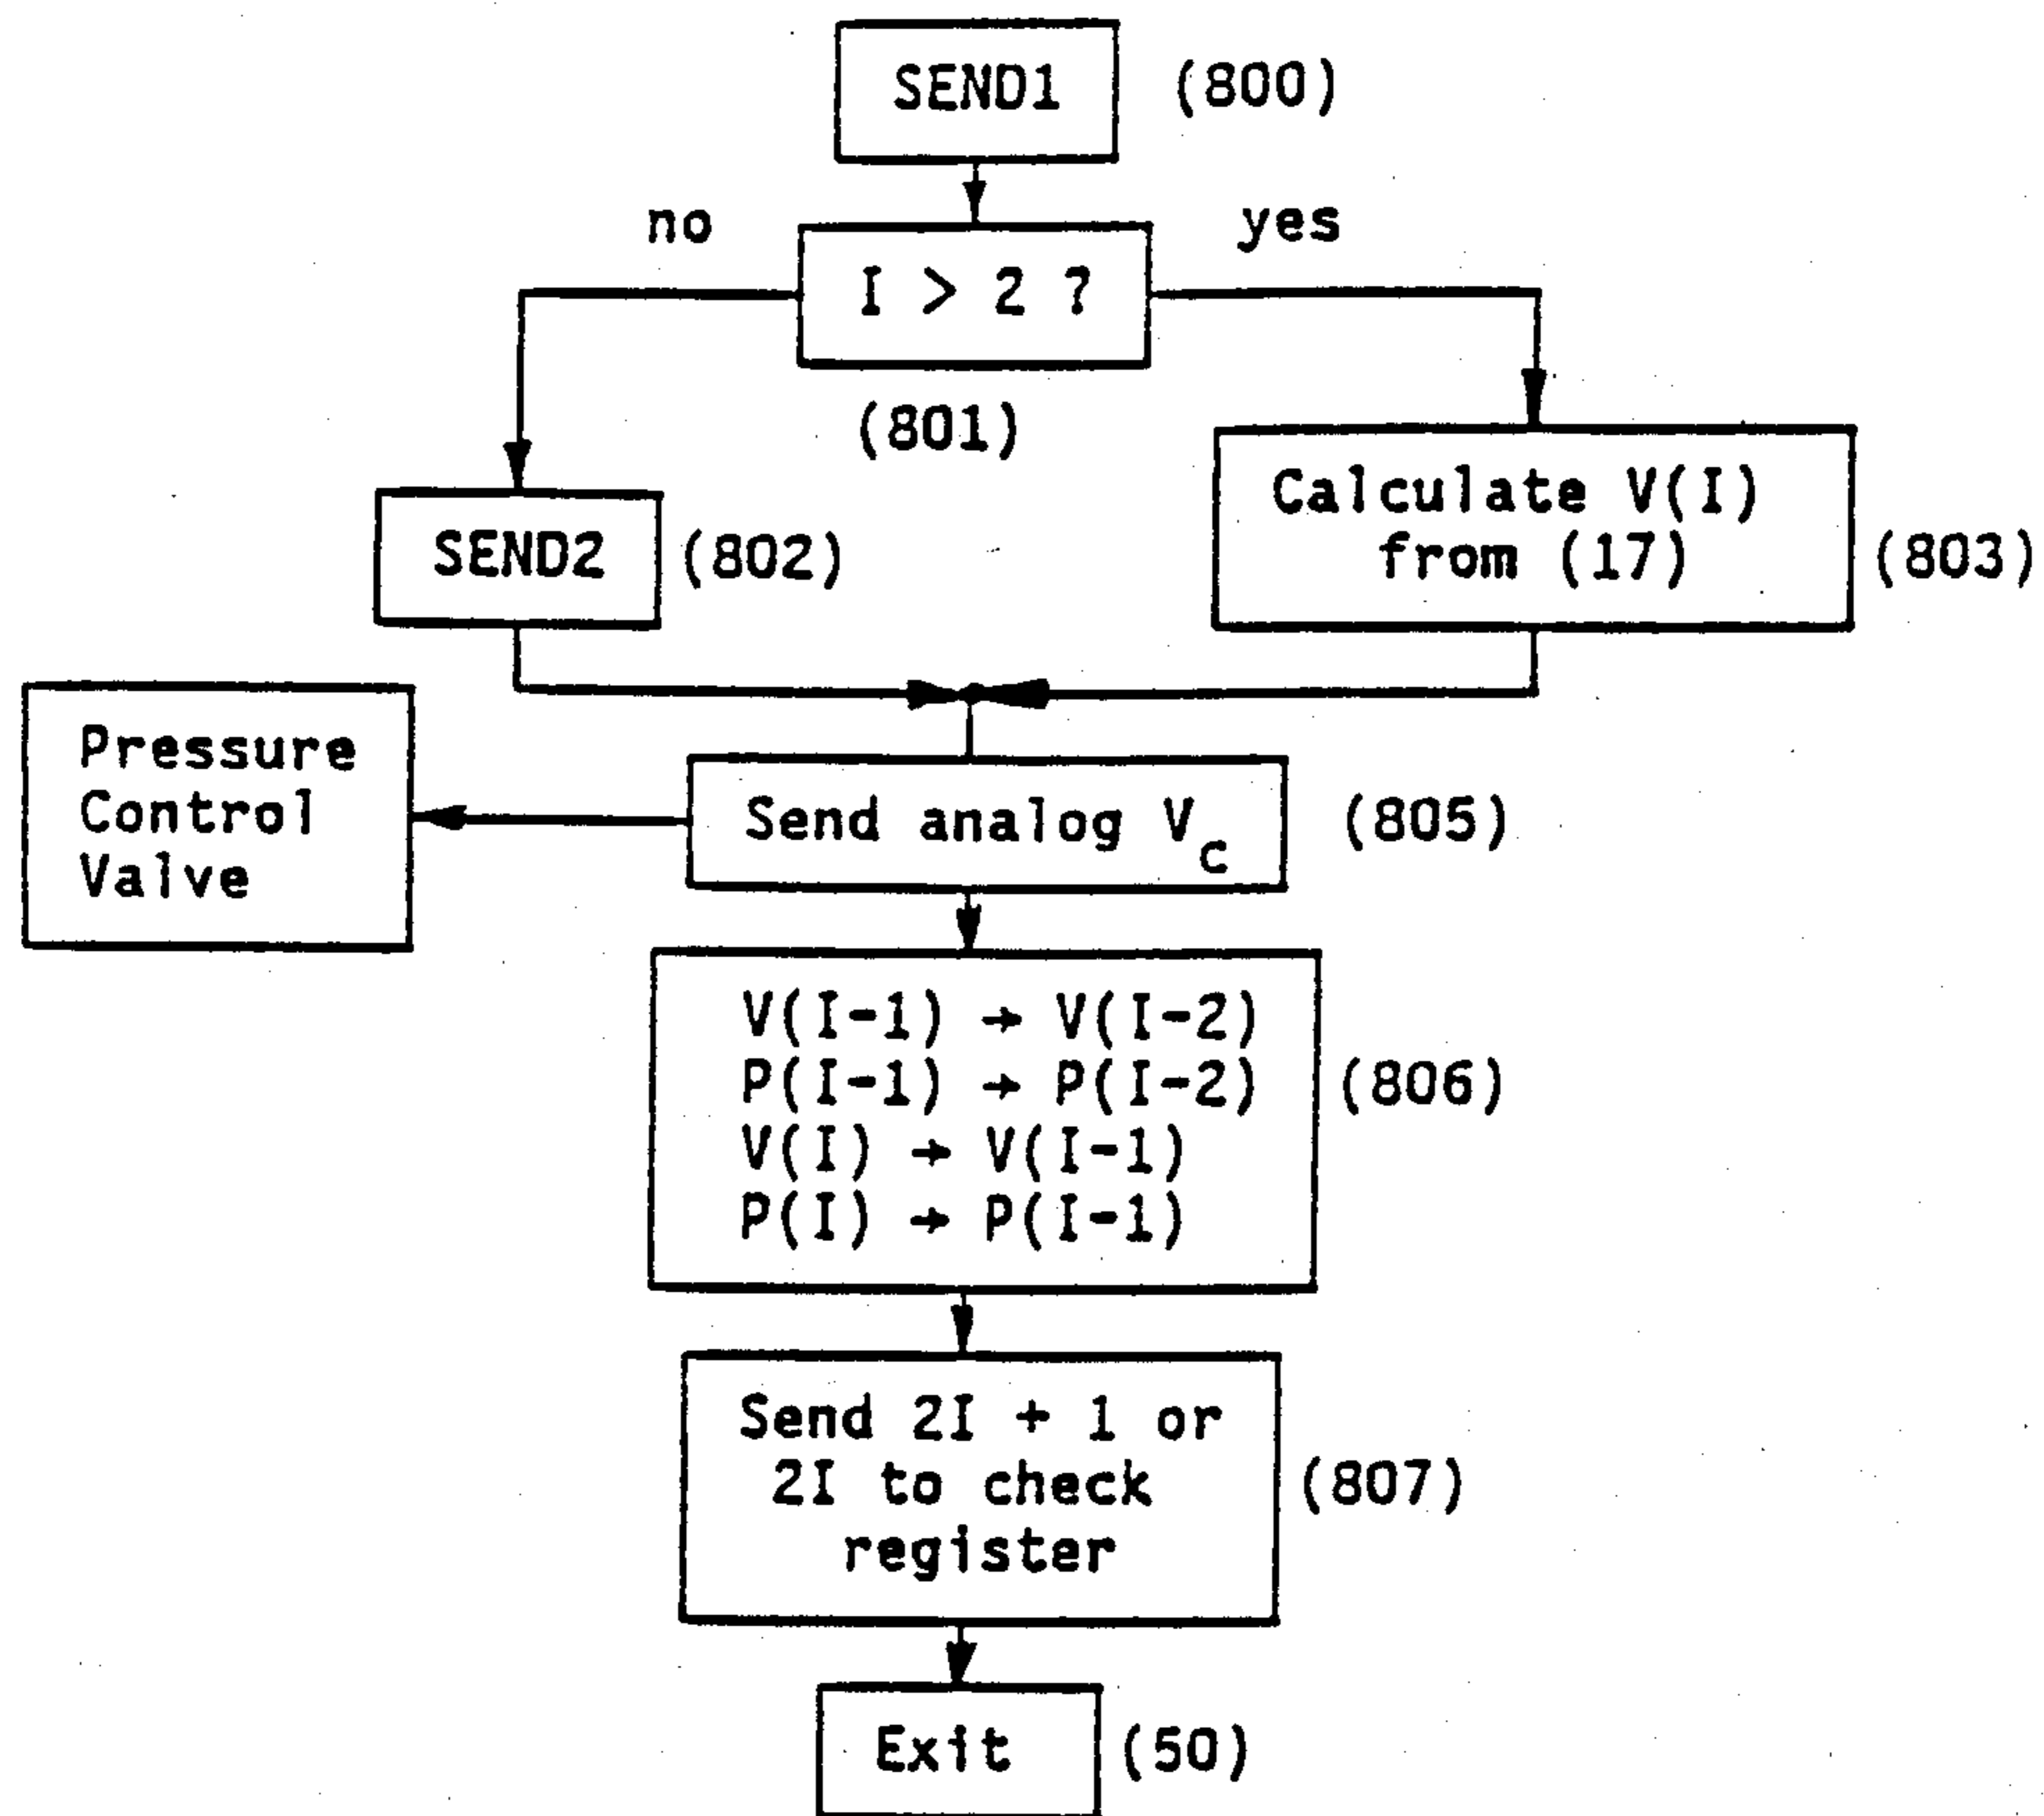 SEND1 (800)
no
yes
I > 2 ?
(801)
SEND2 (802)
Calculate V(I)
from (17) (803)
Pressure
Control
Valve
Send analog Vc (805)
V(I-1) → V(I-2)
P(I-1) → P(I-2) (806)
V(I) → V(I-1)
P(I) → P(I-1)
Send 2I + 1 or
2I to check (807)
register
Exit (50)